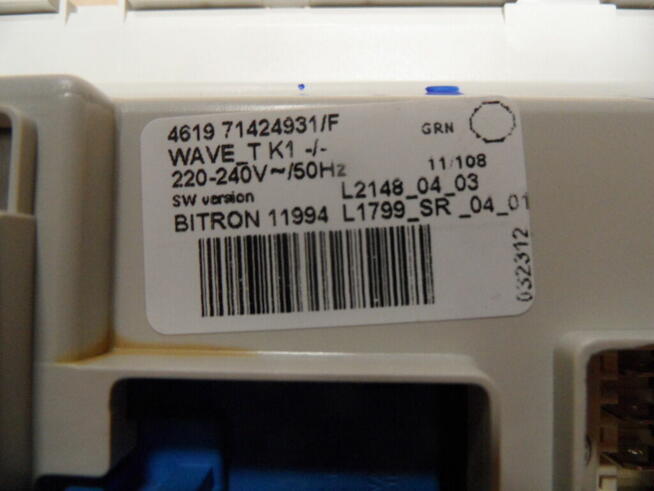 4619 71424931/F
GRN
WAVE_T K1 -/-
11/108
220-240V~/50Hz
SW version
L2148_04_03
BITRON 11994 L1799_SR_04_01
032312